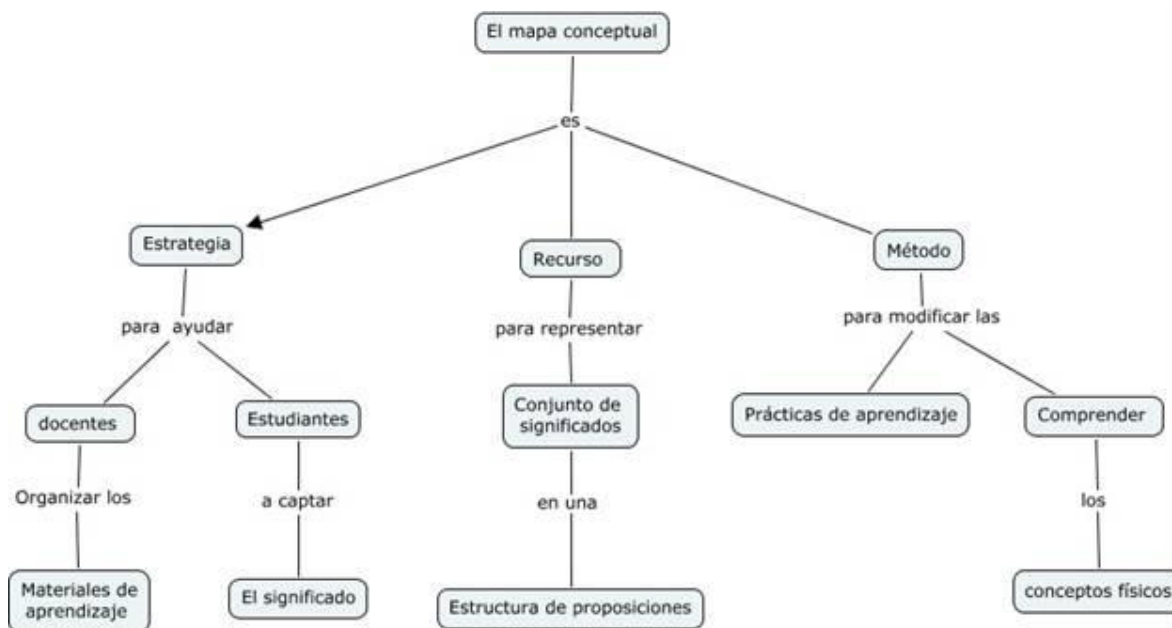 El mapa conceptual
es
Estrategia
Recurso
Método
para ayudar
para representar
para modificar las
docentes
Estudiantes
Conjunto de
significados
Prácticas de aprendizaje
Comprender
Organizar los
a captar
en una
los
Materiales de
aprendizaje
El significado
Estructura de proposiciones
conceptos físicos